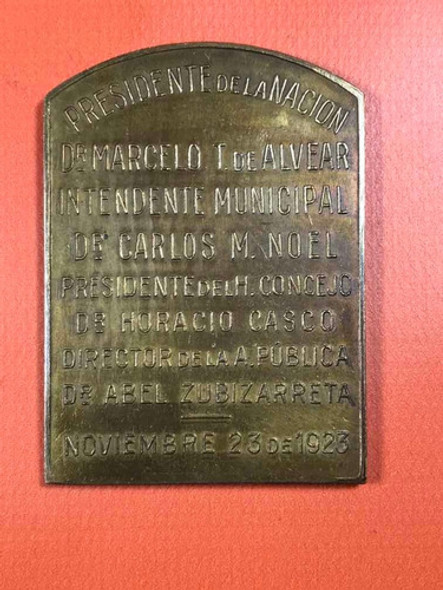 PRESIDENTE DE LA NACION
DR MARCELO T. DE ALVEAR
INTENDENTE MUNICIPAL
DR CARLOS M. NOEL
PRESIDENTE DEL H. CONCEJO
DR HORACIO CASCO
DIRECTOR DE LA A. PÚBLICA
DR ABEL ZUBIZARRETA
NOVIEMBRE 23 DE 1923